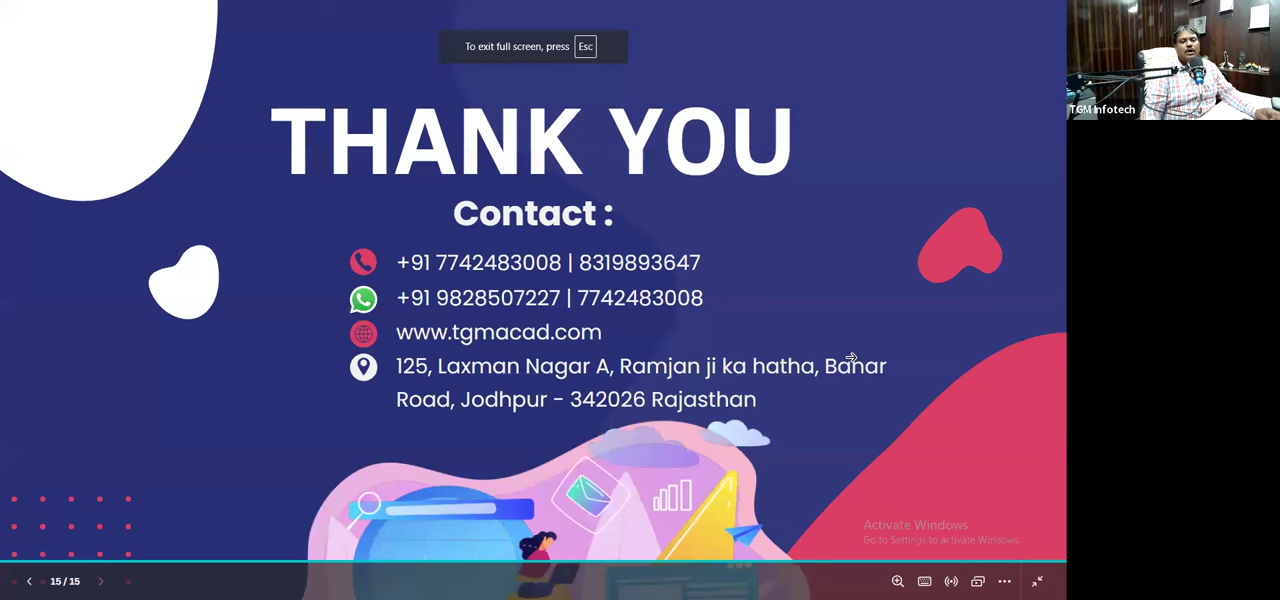 To exit full screen, press Esc
TGM Infotech
THANK YOU
Contact :
+91 7742483008 | 8319893647
+91 9828507227 | 7742483008
www.tgmacad.com
125, Laxman Nagar A, Ramjan ji ka hatha, Banar
Road, Jodhpur - 342026 Rajasthan
Activate Windows
Go to Settings to activate Windows.
15 / 15